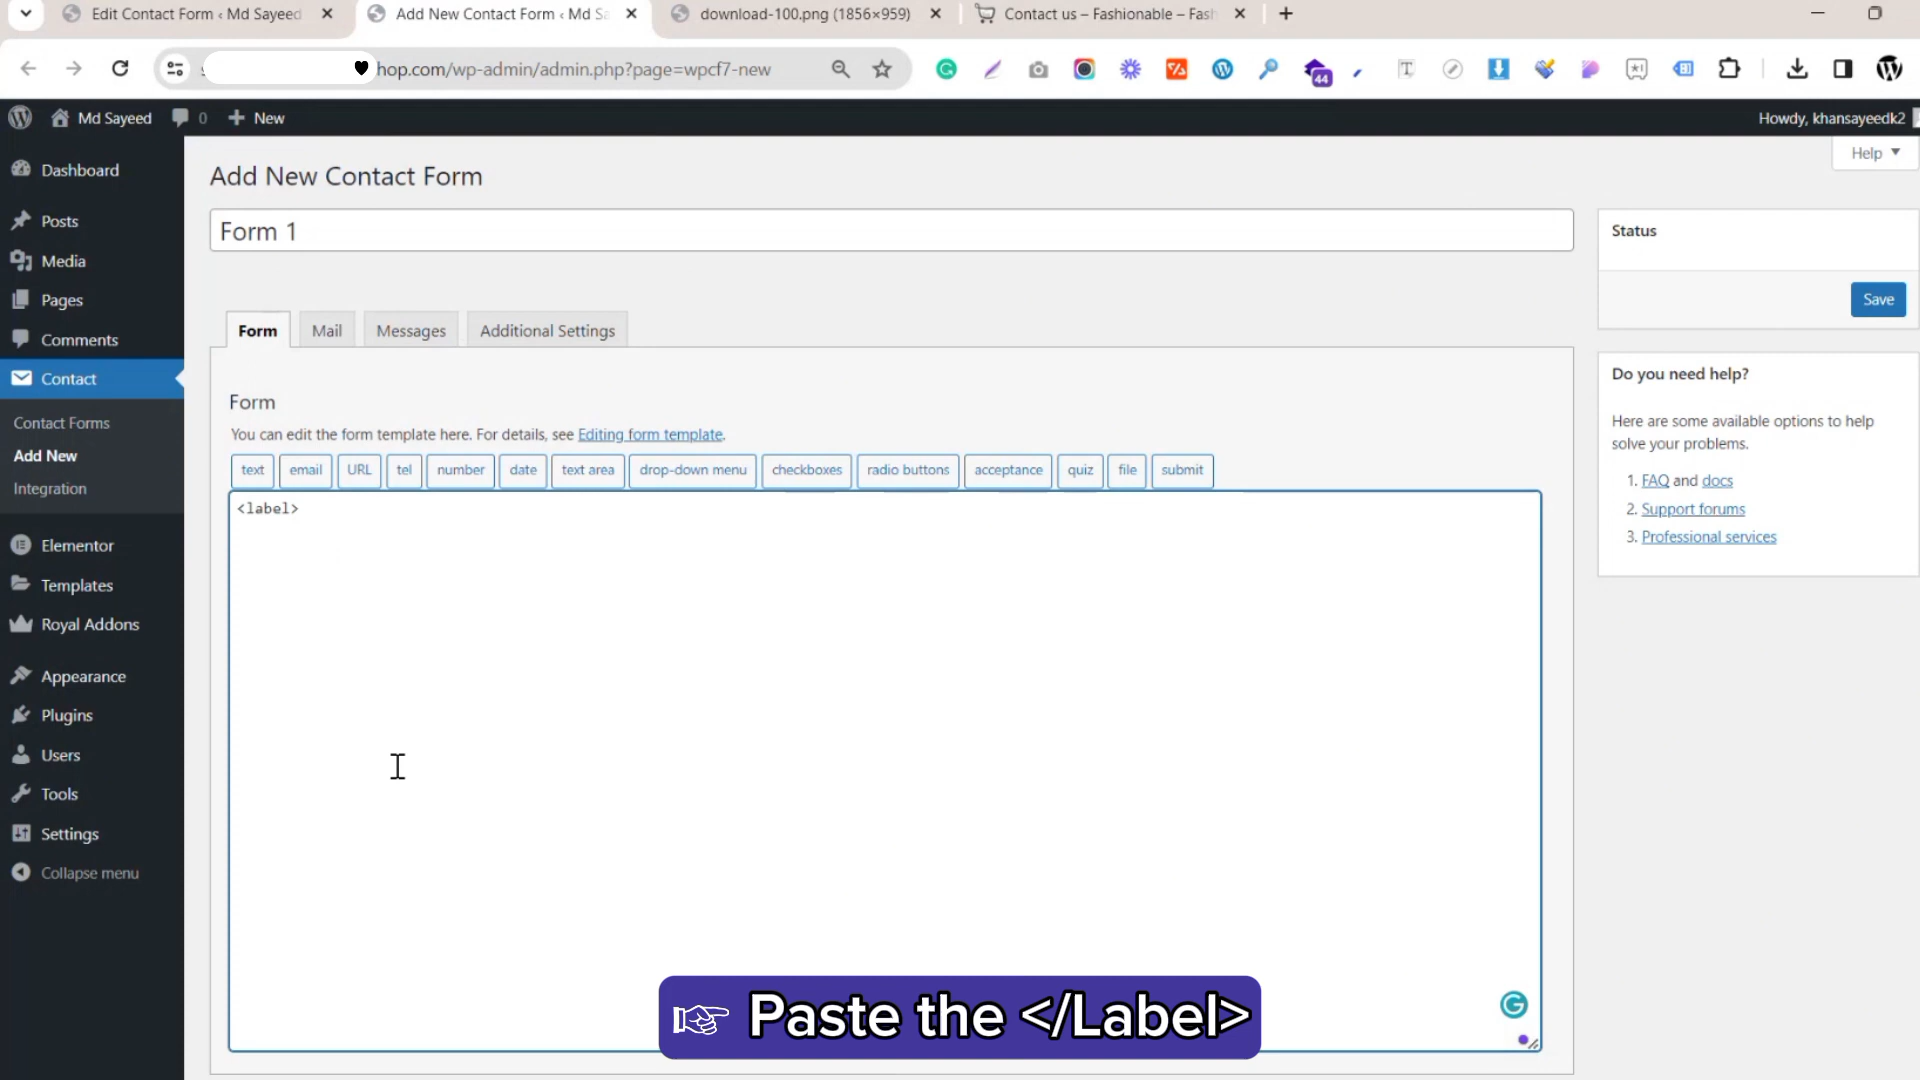 Edit Contact Form ‹ Md Sayeed
Add New Contact Form ‹ Md Sa
download-100.png (1856×959)
Contact us – Fashionable – Fash
hop.com/wp-admin/admin.php?page=wpcf7-new
44
Md Sayeed
0
New
Howdy, khansayeedk2
Help
Dashboard
Posts
Media
Pages
Comments
Contact
Contact Forms
Add New
Integration
Elementor
Templates
Royal Addons
Appearance
Plugins
Users
Tools
Settings
Collapse menu
Add New Contact Form
Form 1
Form
Mail
Messages
Additional Settings
Form
You can edit the form template here. For details, see Editing form template.
text
email
URL
tel
number
date
text area
drop-down menu
checkboxes
radio buttons
acceptance
quiz
file
submit
<label>
Status
Save
Do you need help?
Here are some available options to help
solve your problems.
1. FAQ and docs
2. Support forums
3. Professional services
☞ Paste the </Label>